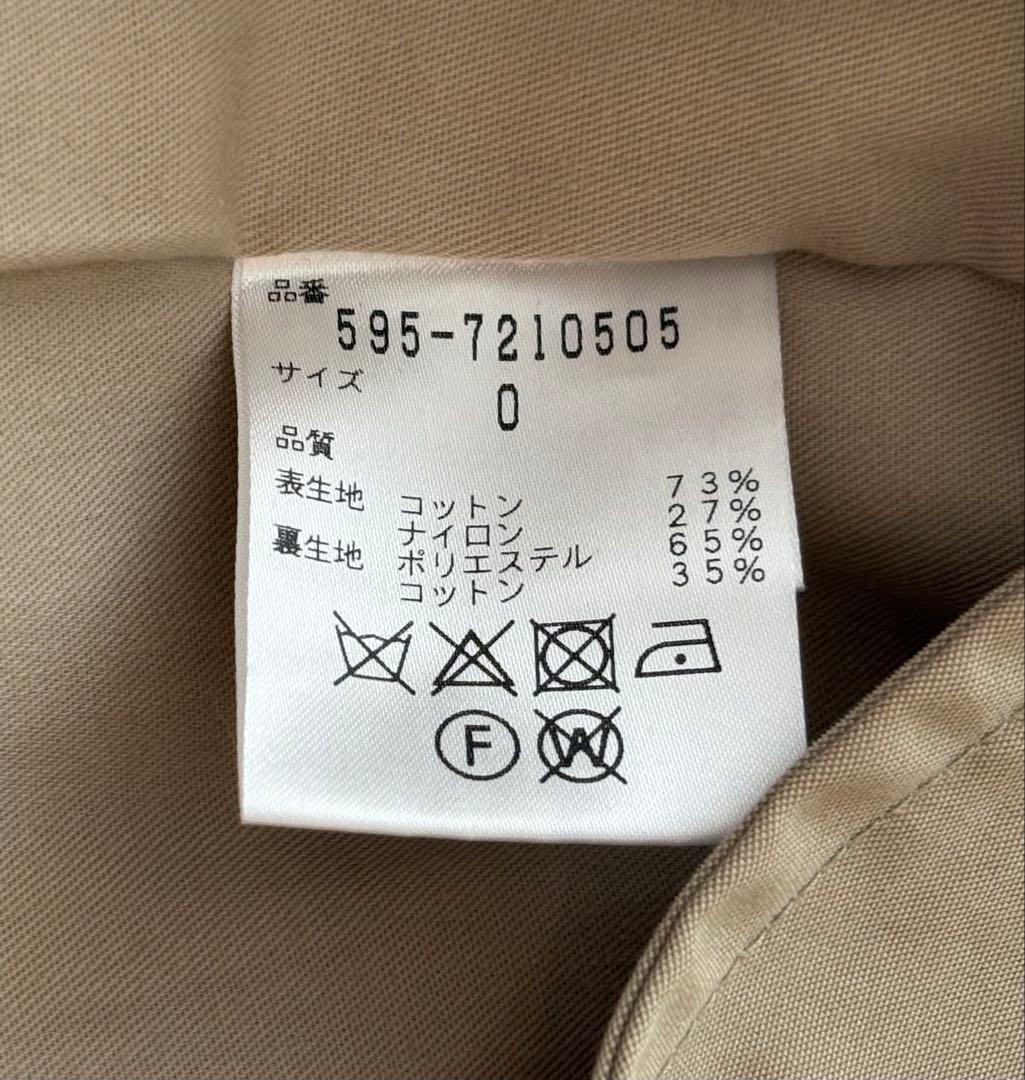 品番
595-7210505
サイズ
0
品質
表生地 コットン 73%
ナイロン 27%
裏生地 ポリエステル 65%
コットン 35%
F W